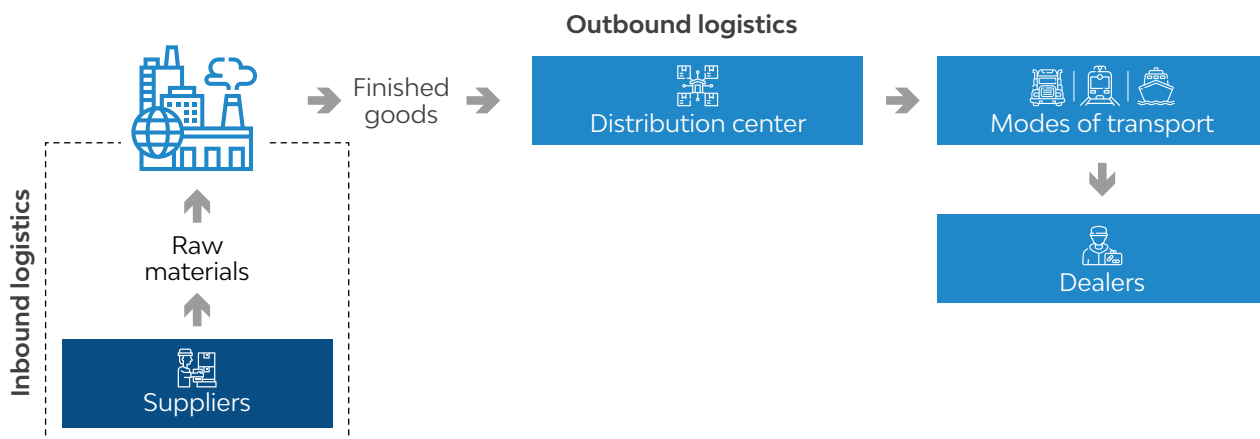 Outbound logistics
Finished
goods
Distribution center
Modes of transport
Dealers
Inbound logistics
Raw
materials
Suppliers